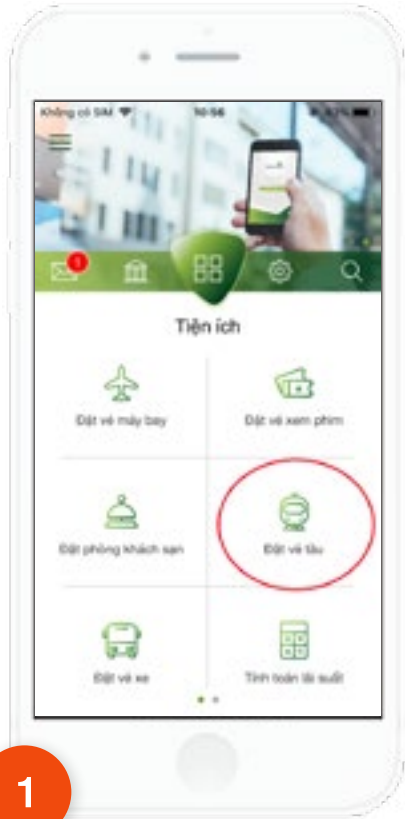 Không có SIM 10:56
1
Tiện ích
Đặt vé máy bay Đặt vé xem phim
Đặt phòng khách sạn Đặt vé tàu
Đặt vé xe Tính toán lãi suất
1